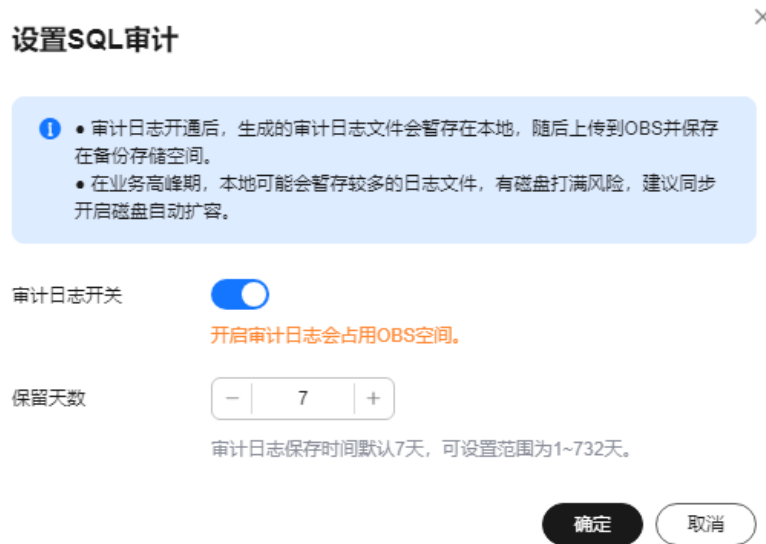 设置SQL审计
● 审计日志开通后，生成的审计日志文件会暂存在本地，随后上传到OBS并保存
在备份存储空间。
● 在业务高峰期，本地可能会暂存较多的日志文件，有磁盘打满风险，建议同步
开启磁盘自动扩容。
审计日志开关
开启审计日志会占用OBS空间。
保留天数
7
审计日志保存时间默认7天，可设置范围为1~732天。
确定
取消